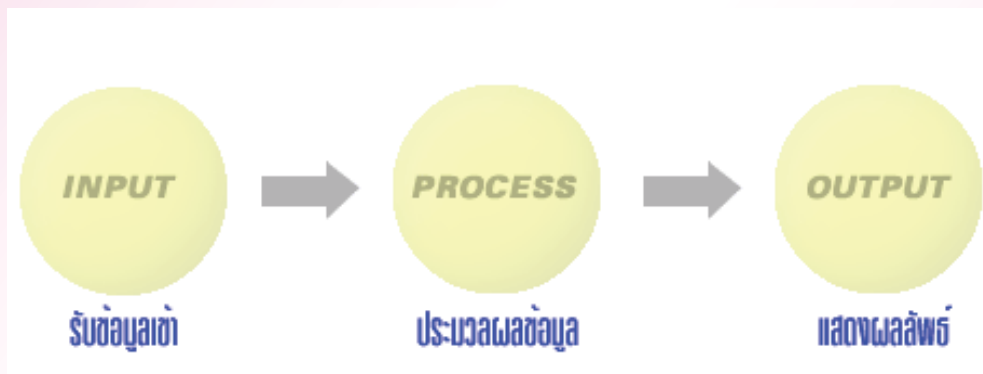 INPUT
PROCESS
OUTPUT
รับข้อมูลเข้า
ประมวลผลข้อมูล
แสดงผลลัพธ์